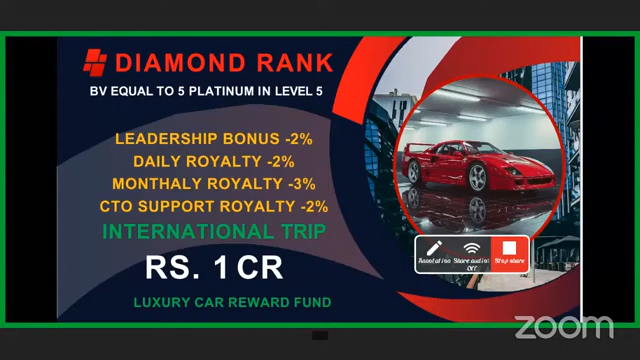 DIAMOND RANK
BV EQUAL TO 5 PLATINUM IN LEVEL 5
LEADERSHIP BONUS -2%
DAILY ROYALTY -2%
MONTHALY ROYALTY -3%
CTO SUPPORT ROYALTY -2%
INTERNATIONAL TRIP
RS. 1 CR
LUXURY CAR REWARD FUND
Share audio: Stop share
Off
zoom